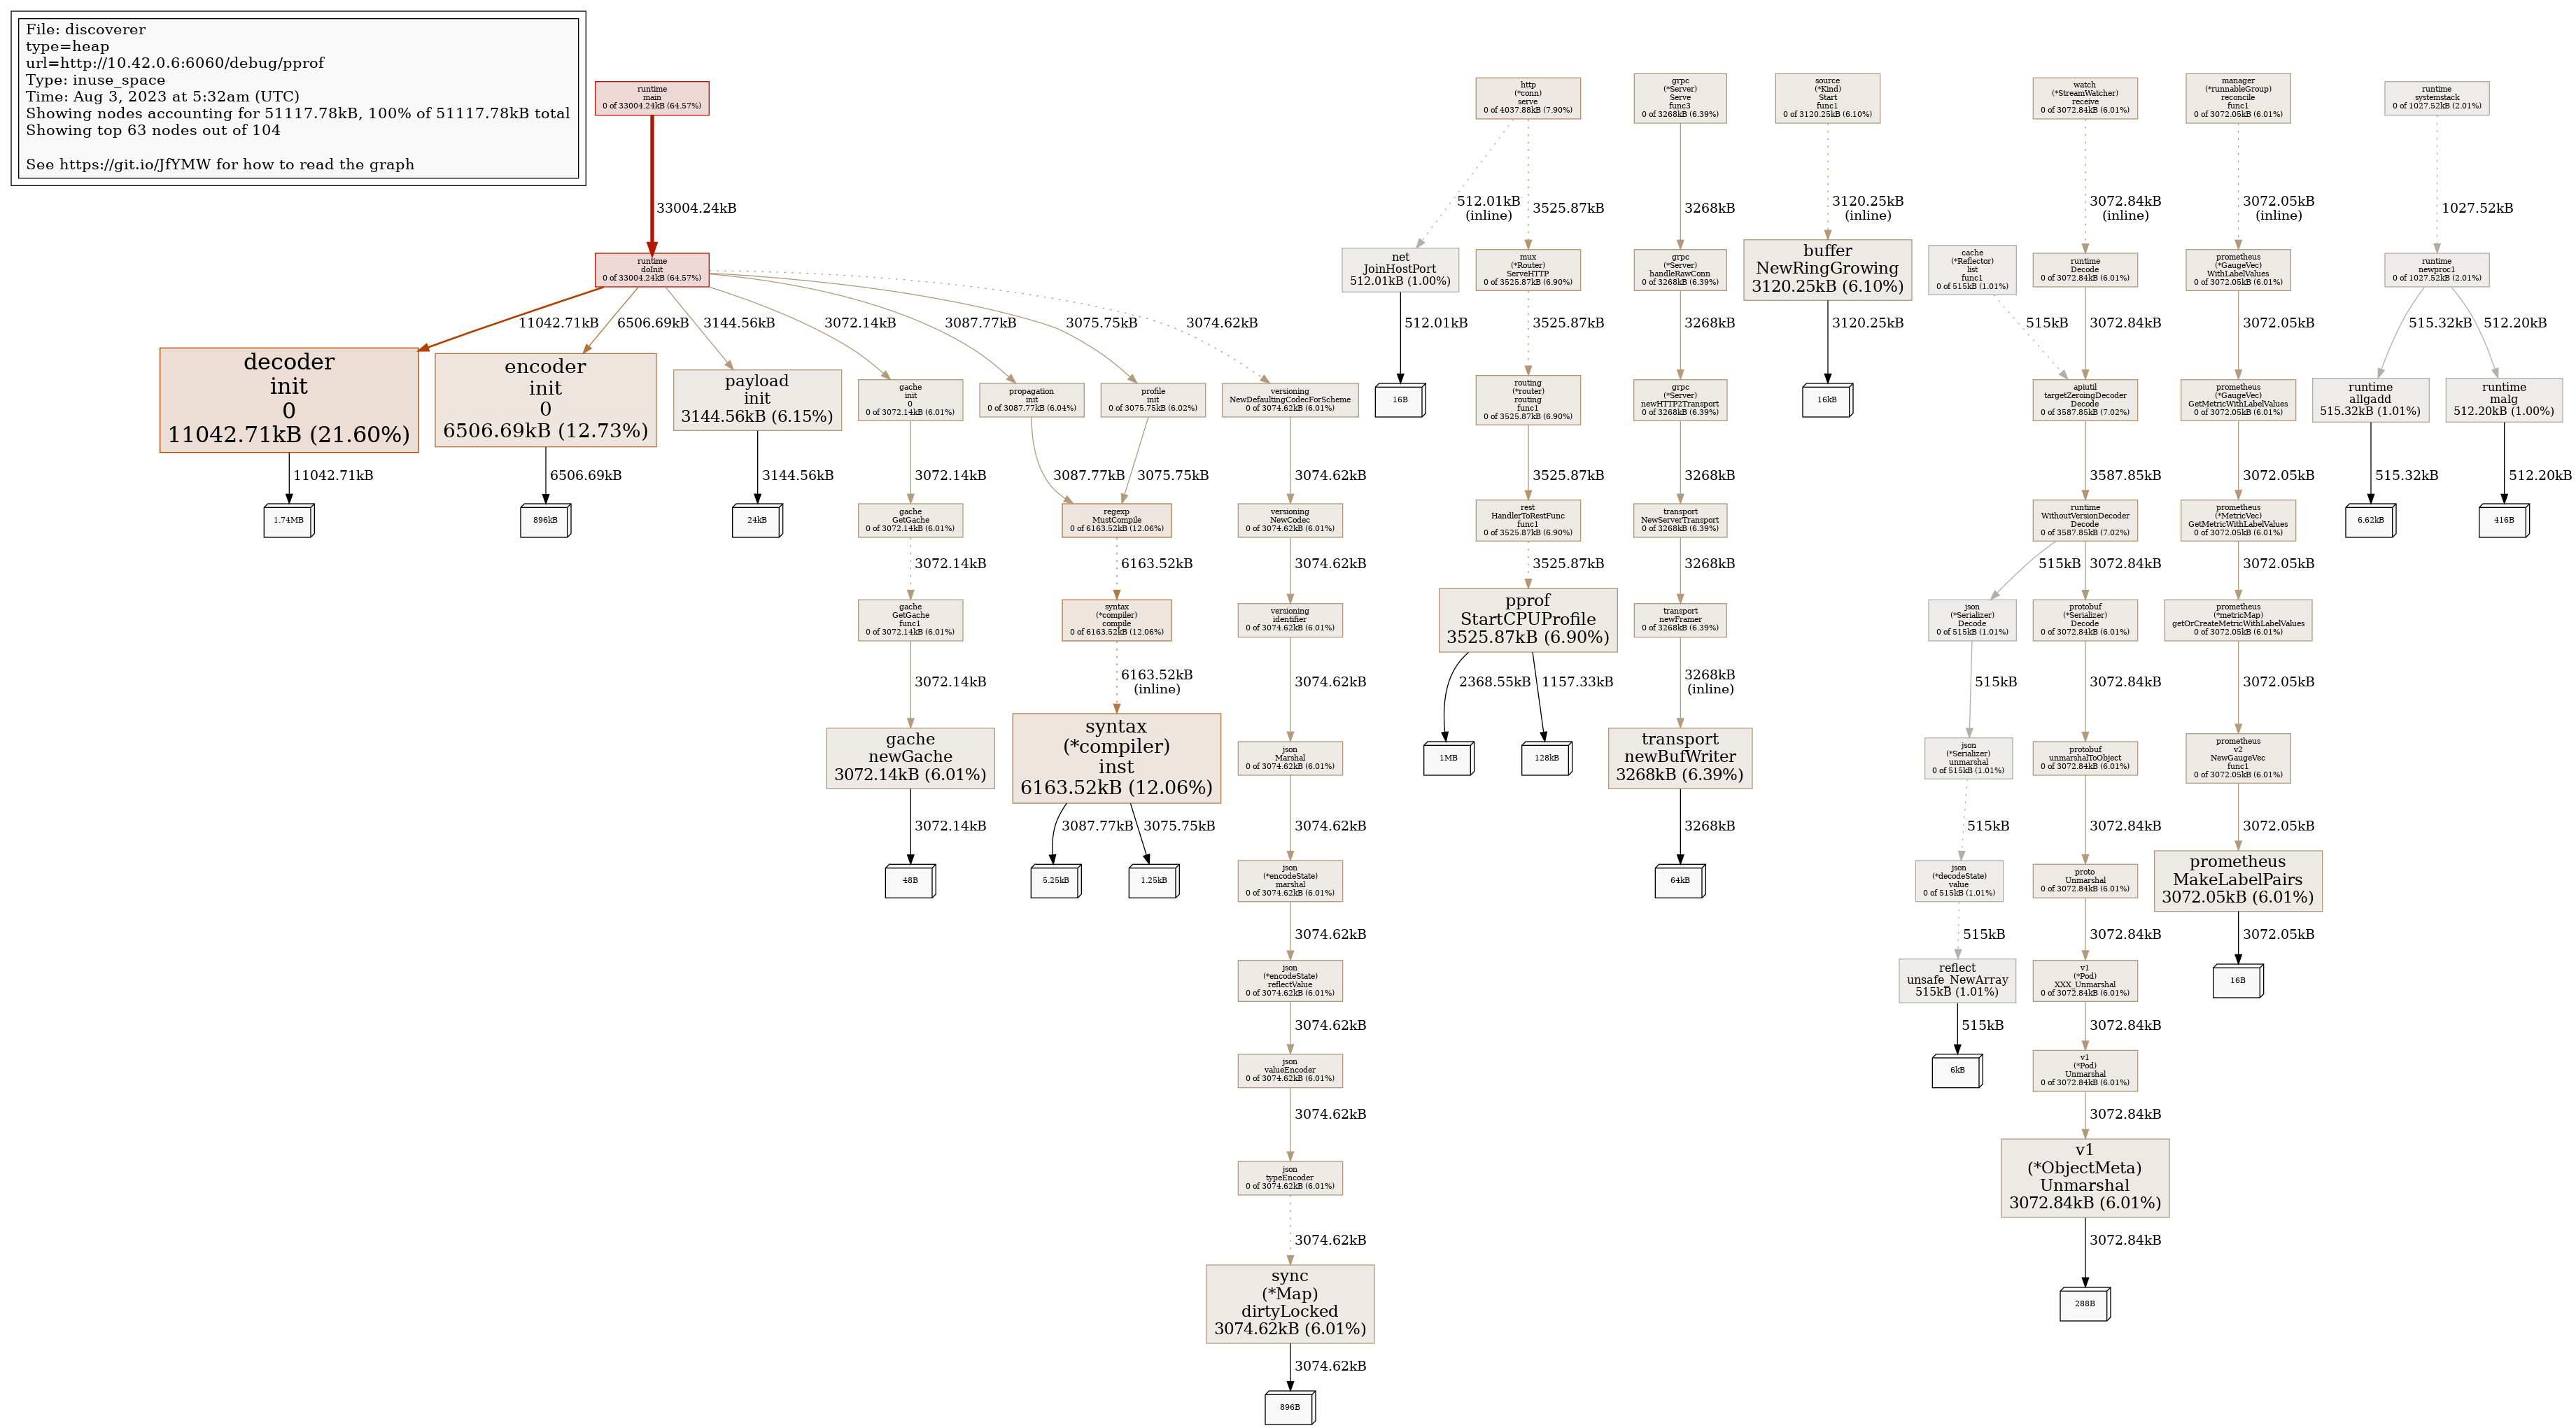 File: discoverer
type=heap
url=http://10.42.0.6:6060/debug/pprof
Type: inuse_space
Time: Aug 3, 2023 at 5:32am (UTC)
Showing nodes accounting for 51117.78kB, 100% of 51117.78kB total
Showing top 63 nodes out of 104
See https://git.io/JfYMW for how to read the graph
runtime
main
0 of 33004.24kB (64.57%)
33004.24kB
runtime
doInit
0 of 33004.24kB (64.57%)
11042.71kB
6506.69kB
3144.56kB
3072.14kB
3087.77kB
3075.75kB
3074.62kB
decoder
init
0
11042.71kB (21.60%)
11042.71kB
1.74MB
encoder
init
0
6506.69kB (12.73%)
6506.69kB
896kB
payload
init
3144.56kB (6.15%)
3144.56kB
24kB
gache
init
0
0 of 3072.14kB (6.01%)
3072.14kB
gache
GetGache
0 of 3072.14kB (6.01%)
3072.14kB
gache
GetGache
func1
0 of 3072.14kB (6.01%)
3072.14kB
gache
newGache
3072.14kB (6.01%)
3072.14kB
48B
propagation
init
0 of 3087.77kB (6.04%)
3087.77kB
profile
init
0 of 3075.75kB (6.02%)
3075.75kB
regexp
MustCompile
0 of 6163.52kB (12.06%)
6163.52kB
syntax
(*compiler)
compile
0 of 6163.52kB (12.06%)
6163.52kB
(inline)
syntax
(*compiler)
inst
6163.52kB (12.06%)
3087.77kB
3075.75kB
5.25kB
1.25kB
versioning
NewDefaultingCodecForScheme
0 of 3074.62kB (6.01%)
3074.62kB
versioning
NewCodec
0 of 3074.62kB (6.01%)
3074.62kB
versioning
identifier
0 of 3074.62kB (6.01%)
3074.62kB
json
Marshal
0 of 3074.62kB (6.01%)
3074.62kB
json
(*encodeState)
marshal
0 of 3074.62kB (6.01%)
3074.62kB
json
(*encodeState)
reflectValue
0 of 3074.62kB (6.01%)
3074.62kB
json
valueEncoder
0 of 3074.62kB (6.01%)
3074.62kB
json
typeEncoder
0 of 3074.62kB (6.01%)
3074.62kB
sync
(*Map)
dirtyLocked
3074.62kB (6.01%)
3074.62kB
896B
http
(*conn)
serve
0 of 4037.88kB (7.90%)
512.01kB
(inline)
3525.87kB
net
JoinHostPort
512.01kB (1.00%)
512.01kB
16B
mux
(*Router)
ServeHTTP
0 of 3525.87kB (6.90%)
3525.87kB
routing
(*router)
routing
func1
0 of 3525.87kB (6.90%)
3525.87kB
rest
HandlerToRestFunc
func1
0 of 3525.87kB (6.90%)
3525.87kB
pprof
StartCPUProfile
3525.87kB (6.90%)
2368.55kB
1157.33kB
1MB
128kB
grpc
(*Server)
Serve
func3
0 of 3268kB (6.39%)
3268kB
grpc
(*Server)
handleRawConn
0 of 3268kB (6.39%)
3268kB
grpc
(*Server)
newHTTP2Transport
0 of 3268kB (6.39%)
3268kB
transport
NewServerTransport
0 of 3268kB (6.39%)
3268kB
transport
newFramer
0 of 3268kB (6.39%)
3268kB
(inline)
transport
newBufWriter
3268kB (6.39%)
3268kB
64kB
source
(*Kind)
Start
func1
0 of 3120.25kB (6.10%)
3120.25kB
(inline)
buffer
NewRingGrowing
3120.25kB (6.10%)
3120.25kB
16kB
cache
(*Reflector)
list
func1
0 of 515kB (1.01%)
515kB
watch
(*StreamWatcher)
receive
0 of 3072.84kB (6.01%)
3072.84kB
(inline)
runtime
Decode
0 of 3072.84kB (6.01%)
3072.84kB
apiutil
targetZeroingDecoder
Decode
0 of 3587.85kB (7.02%)
3587.85kB
runtime
WithoutVersionDecoder
Decode
0 of 3587.85kB (7.02%)
515kB
3072.84kB
json
(*Serializer)
Decode
0 of 515kB (1.01%)
515kB
json
(*Serializer)
unmarshal
0 of 515kB (1.01%)
515kB
json
(*decodeState)
value
0 of 515kB (1.01%)
515kB
reflect
unsafe_NewArray
515kB (1.01%)
515kB
6kB
protobuf
(*Serializer)
Decode
0 of 3072.84kB (6.01%)
3072.84kB
protobuf
unmarshalToObject
0 of 3072.84kB (6.01%)
3072.84kB
proto
Unmarshal
0 of 3072.84kB (6.01%)
3072.84kB
v1
(*Pod)
XXX_Unmarshal
0 of 3072.84kB (6.01%)
3072.84kB
v1
(*Pod)
Unmarshal
0 of 3072.84kB (6.01%)
3072.84kB
v1
(*ObjectMeta)
Unmarshal
3072.84kB (6.01%)
3072.84kB
288B
manager
(*runnableGroup)
reconcile
func1
0 of 3072.05kB (6.01%)
3072.05kB
(inline)
prometheus
(*GaugeVec)
WithLabelValues
0 of 3072.05kB (6.01%)
3072.05kB
prometheus
(*GaugeVec)
GetMetricWithLabelValues
0 of 3072.05kB (6.01%)
3072.05kB
prometheus
(*MetricVec)
GetMetricWithLabelValues
0 of 3072.05kB (6.01%)
3072.05kB
prometheus
(*metricMap)
getOrCreateMetricWithLabelValues
0 of 3072.05kB (6.01%)
3072.05kB
prometheus
v2
NewGaugeVec
func1
0 of 3072.05kB (6.01%)
3072.05kB
prometheus
MakeLabelPairs
3072.05kB (6.01%)
3072.05kB
16B
runtime
systemstack
0 of 1027.52kB (2.01%)
1027.52kB
runtime
newproc1
0 of 1027.52kB (2.01%)
515.32kB
512.20kB
runtime
allgadd
515.32kB (1.01%)
515.32kB
6.62kB
runtime
malg
512.20kB (1.00%)
512.20kB
416B